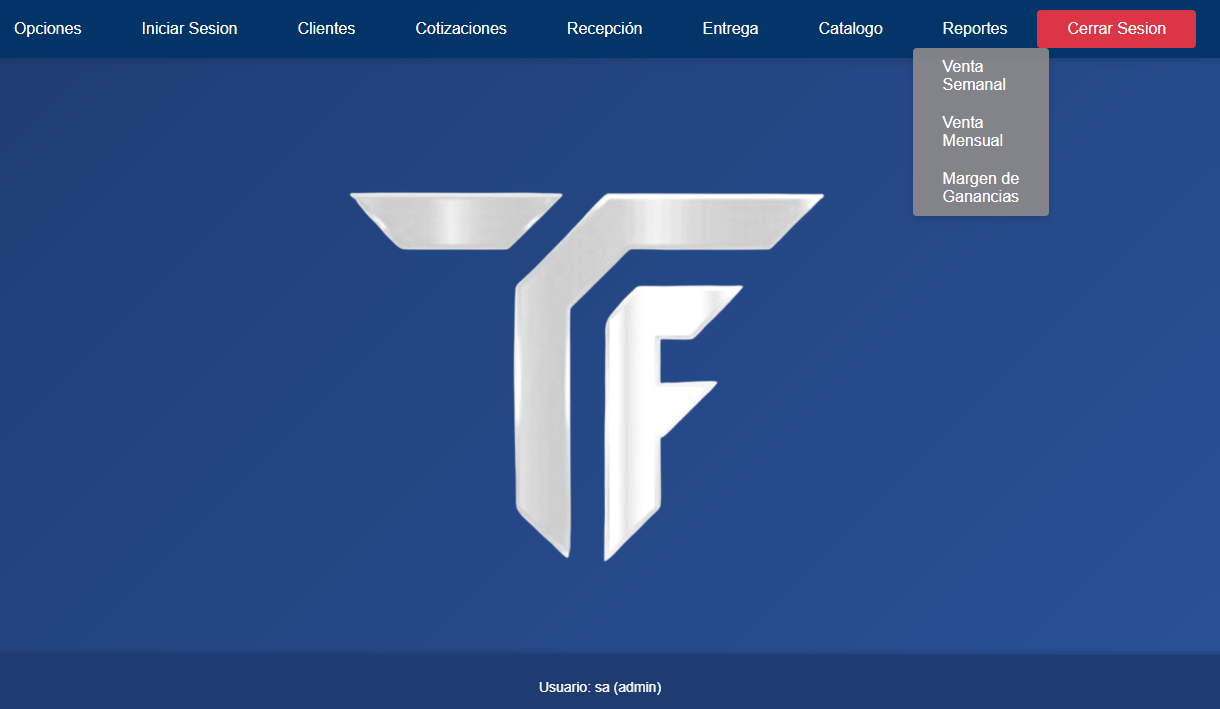 Opciones
Iniciar Sesion
Clientes
Cotizaciones
Recepción
Entrega
Catalogo
Reportes
Cerrar Sesion
Venta
Semanal
Venta
Mensual
Margen de
Ganancias
TF
Usuario: sa (admin)